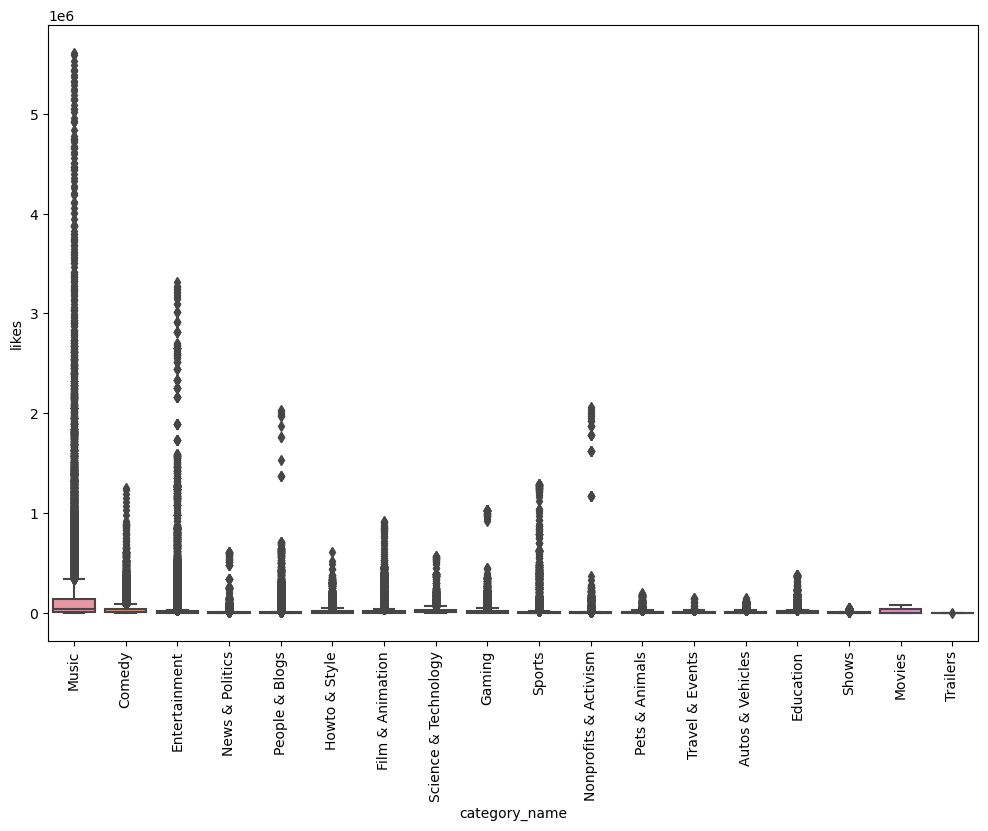 1e6
5
4
3
2
1
0
likes
Music
Comedy
Entertainment
News & Politics
People & Blogs
Howto & Style
Film & Animation
Science & Technology
Gaming
Sports
Nonprofits & Activism
Pets & Animals
Travel & Events
Autos & Vehicles
Education
Shows
Movies
Trailers
category_name